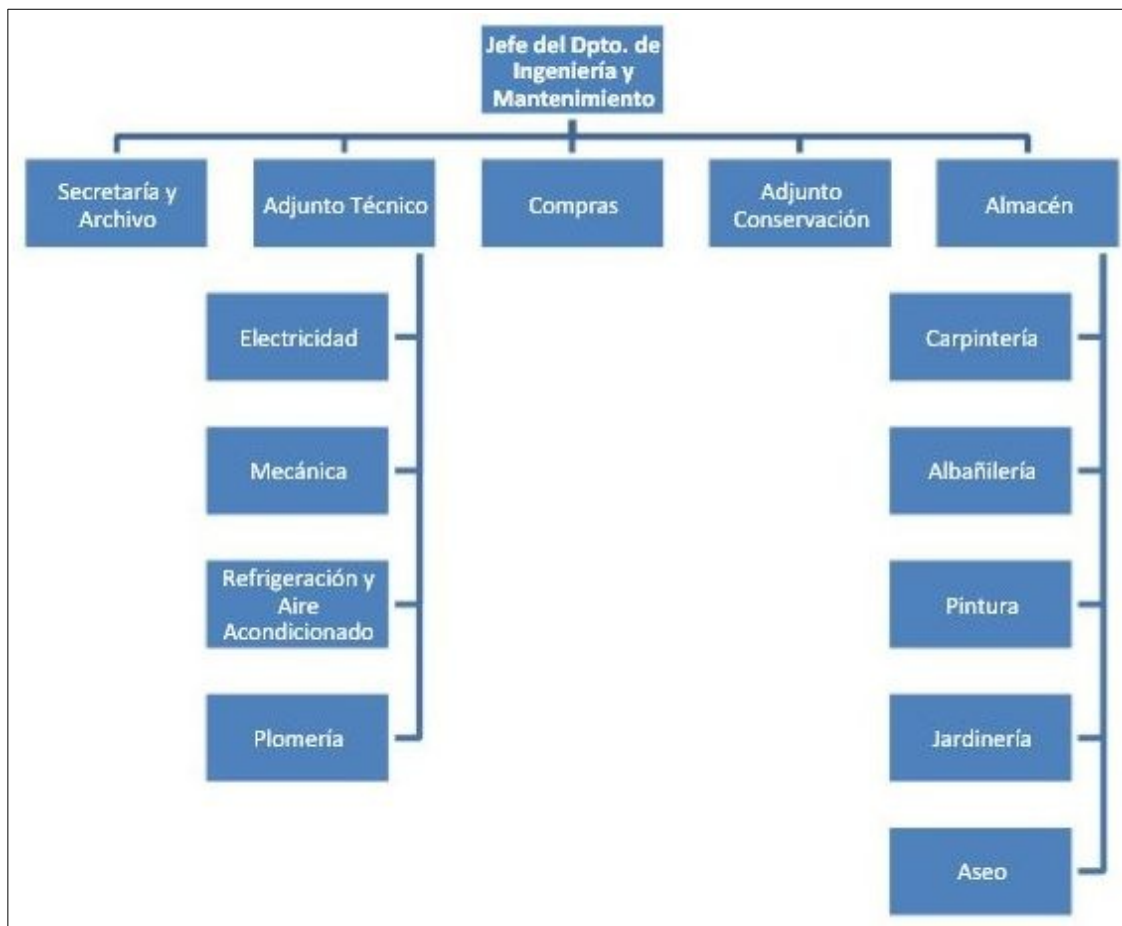 Jefe del Dpto. de
Ingeniería y
Mantenimiento
Secretaría y
Archivo
Adjunto Técnico
Compras
Adjunto
Conservación
Almacén
Electricidad
Mecánica
Refrigeración y
Aire
Acondicionado
Plomería
Carpintería
Albañilería
Pintura
Jardinería
Aseo